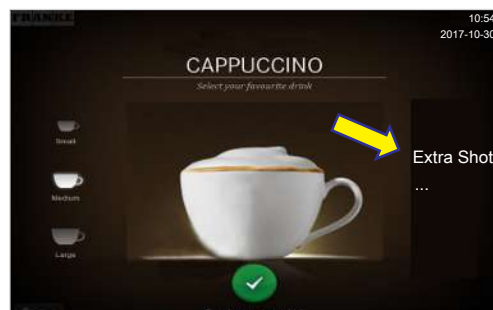 FRANKE
10:54
2017-10-30
CAPPUCCINO
Select your favourite drink
Small
Medium
Large
Extra Shot
...